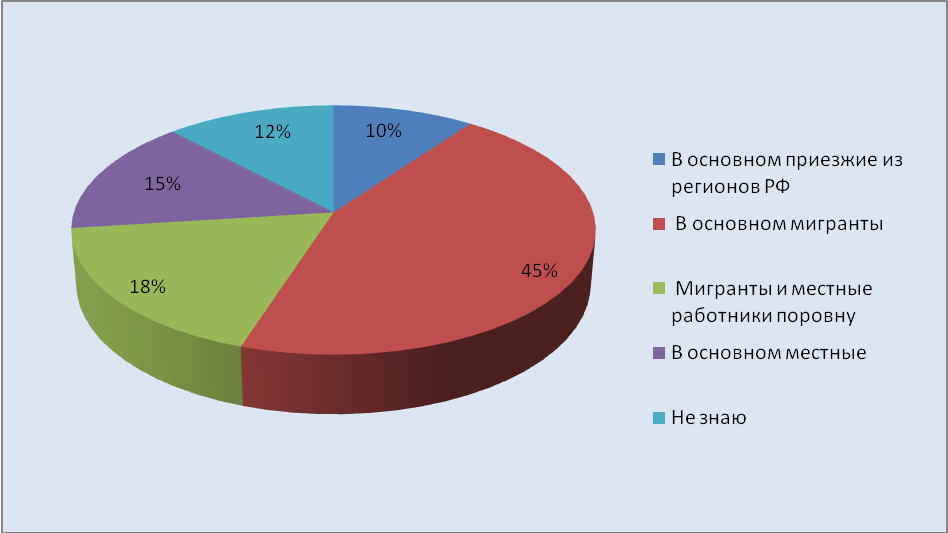 12%
10%
15%
45%
18%
В основном приезжие из
регионов РФ
В основном мигранты
Мигранты и местные
работники поровну
В основном местные
Не знаю